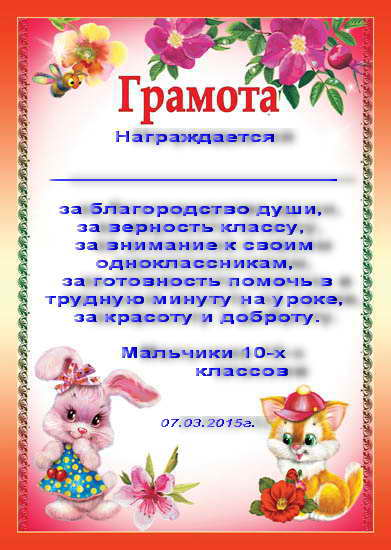 Грамота
Награждается
за благородство души,
за верность классу,
за внимание к своим
одноклассникам,
за готовность помочь в
трудную минуту на уроке,
за красоту и доброту.
Мальчики 10-х
классов
07.03.2015г.